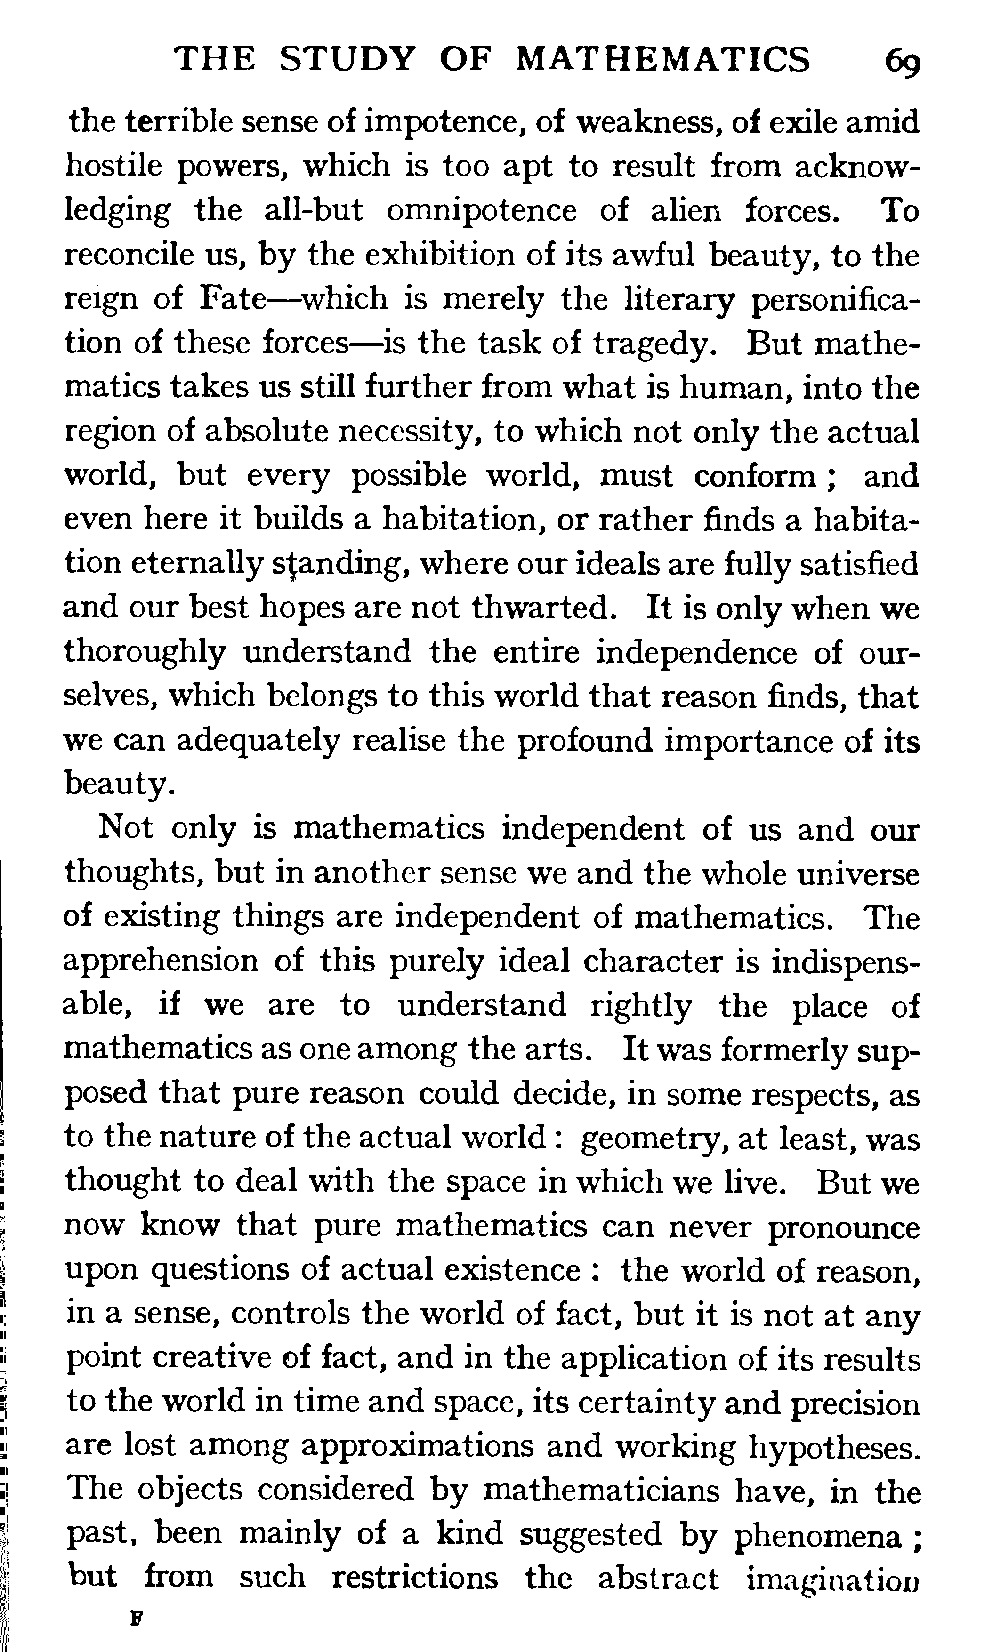 THE STUDY OF MATHEMATICS 69
the terrible sense of impotence, of weakness, of exile amid
hostile powers, which is too apt to result from acknow-
ledging the all-but omnipotence of alien forces. To
reconcile us, by the exhibition of its awful beauty, to the
reign of Fate—which is merely the literary personifica-
tion of these forces—is the task of tragedy. But mathe-
matics takes us still further from what is human, into the
region of absolute necessity, to which not only the actual
world, but every possible world, must conform ; and
even here it builds a habitation, or rather finds a habita-
tion eternally standing, where our ideals are fully satisfied
and our best hopes are not thwarted. It is only when we
thoroughly understand the entire independence of our-
selves, which belongs to this world that reason finds, that
we can adequately realise the profound importance of its
beauty.
Not only is mathematics independent of us and our
thoughts, but in another sense we and the whole universe
of existing things are independent of mathematics. The
apprehension of this purely ideal character is indispens-
able, if we are to understand rightly the place of
mathematics as one among the arts. It was formerly sup-
posed that pure reason could decide, in some respects, as
to the nature of the actual world : geometry, at least, was
thought to deal with the space in which we live. But we
now know that pure mathematics can never pronounce
upon questions of actual existence : the world of reason,
in a sense, controls the world of fact, but it is not at any
point creative of fact, and in the application of its results
to the world in time and space, its certainty and precision
are lost among approximations and working hypotheses.
The objects considered by mathematicians have, in the
past, been mainly of a kind suggested by phenomena ;
but from such restrictions the abstract imagination
F